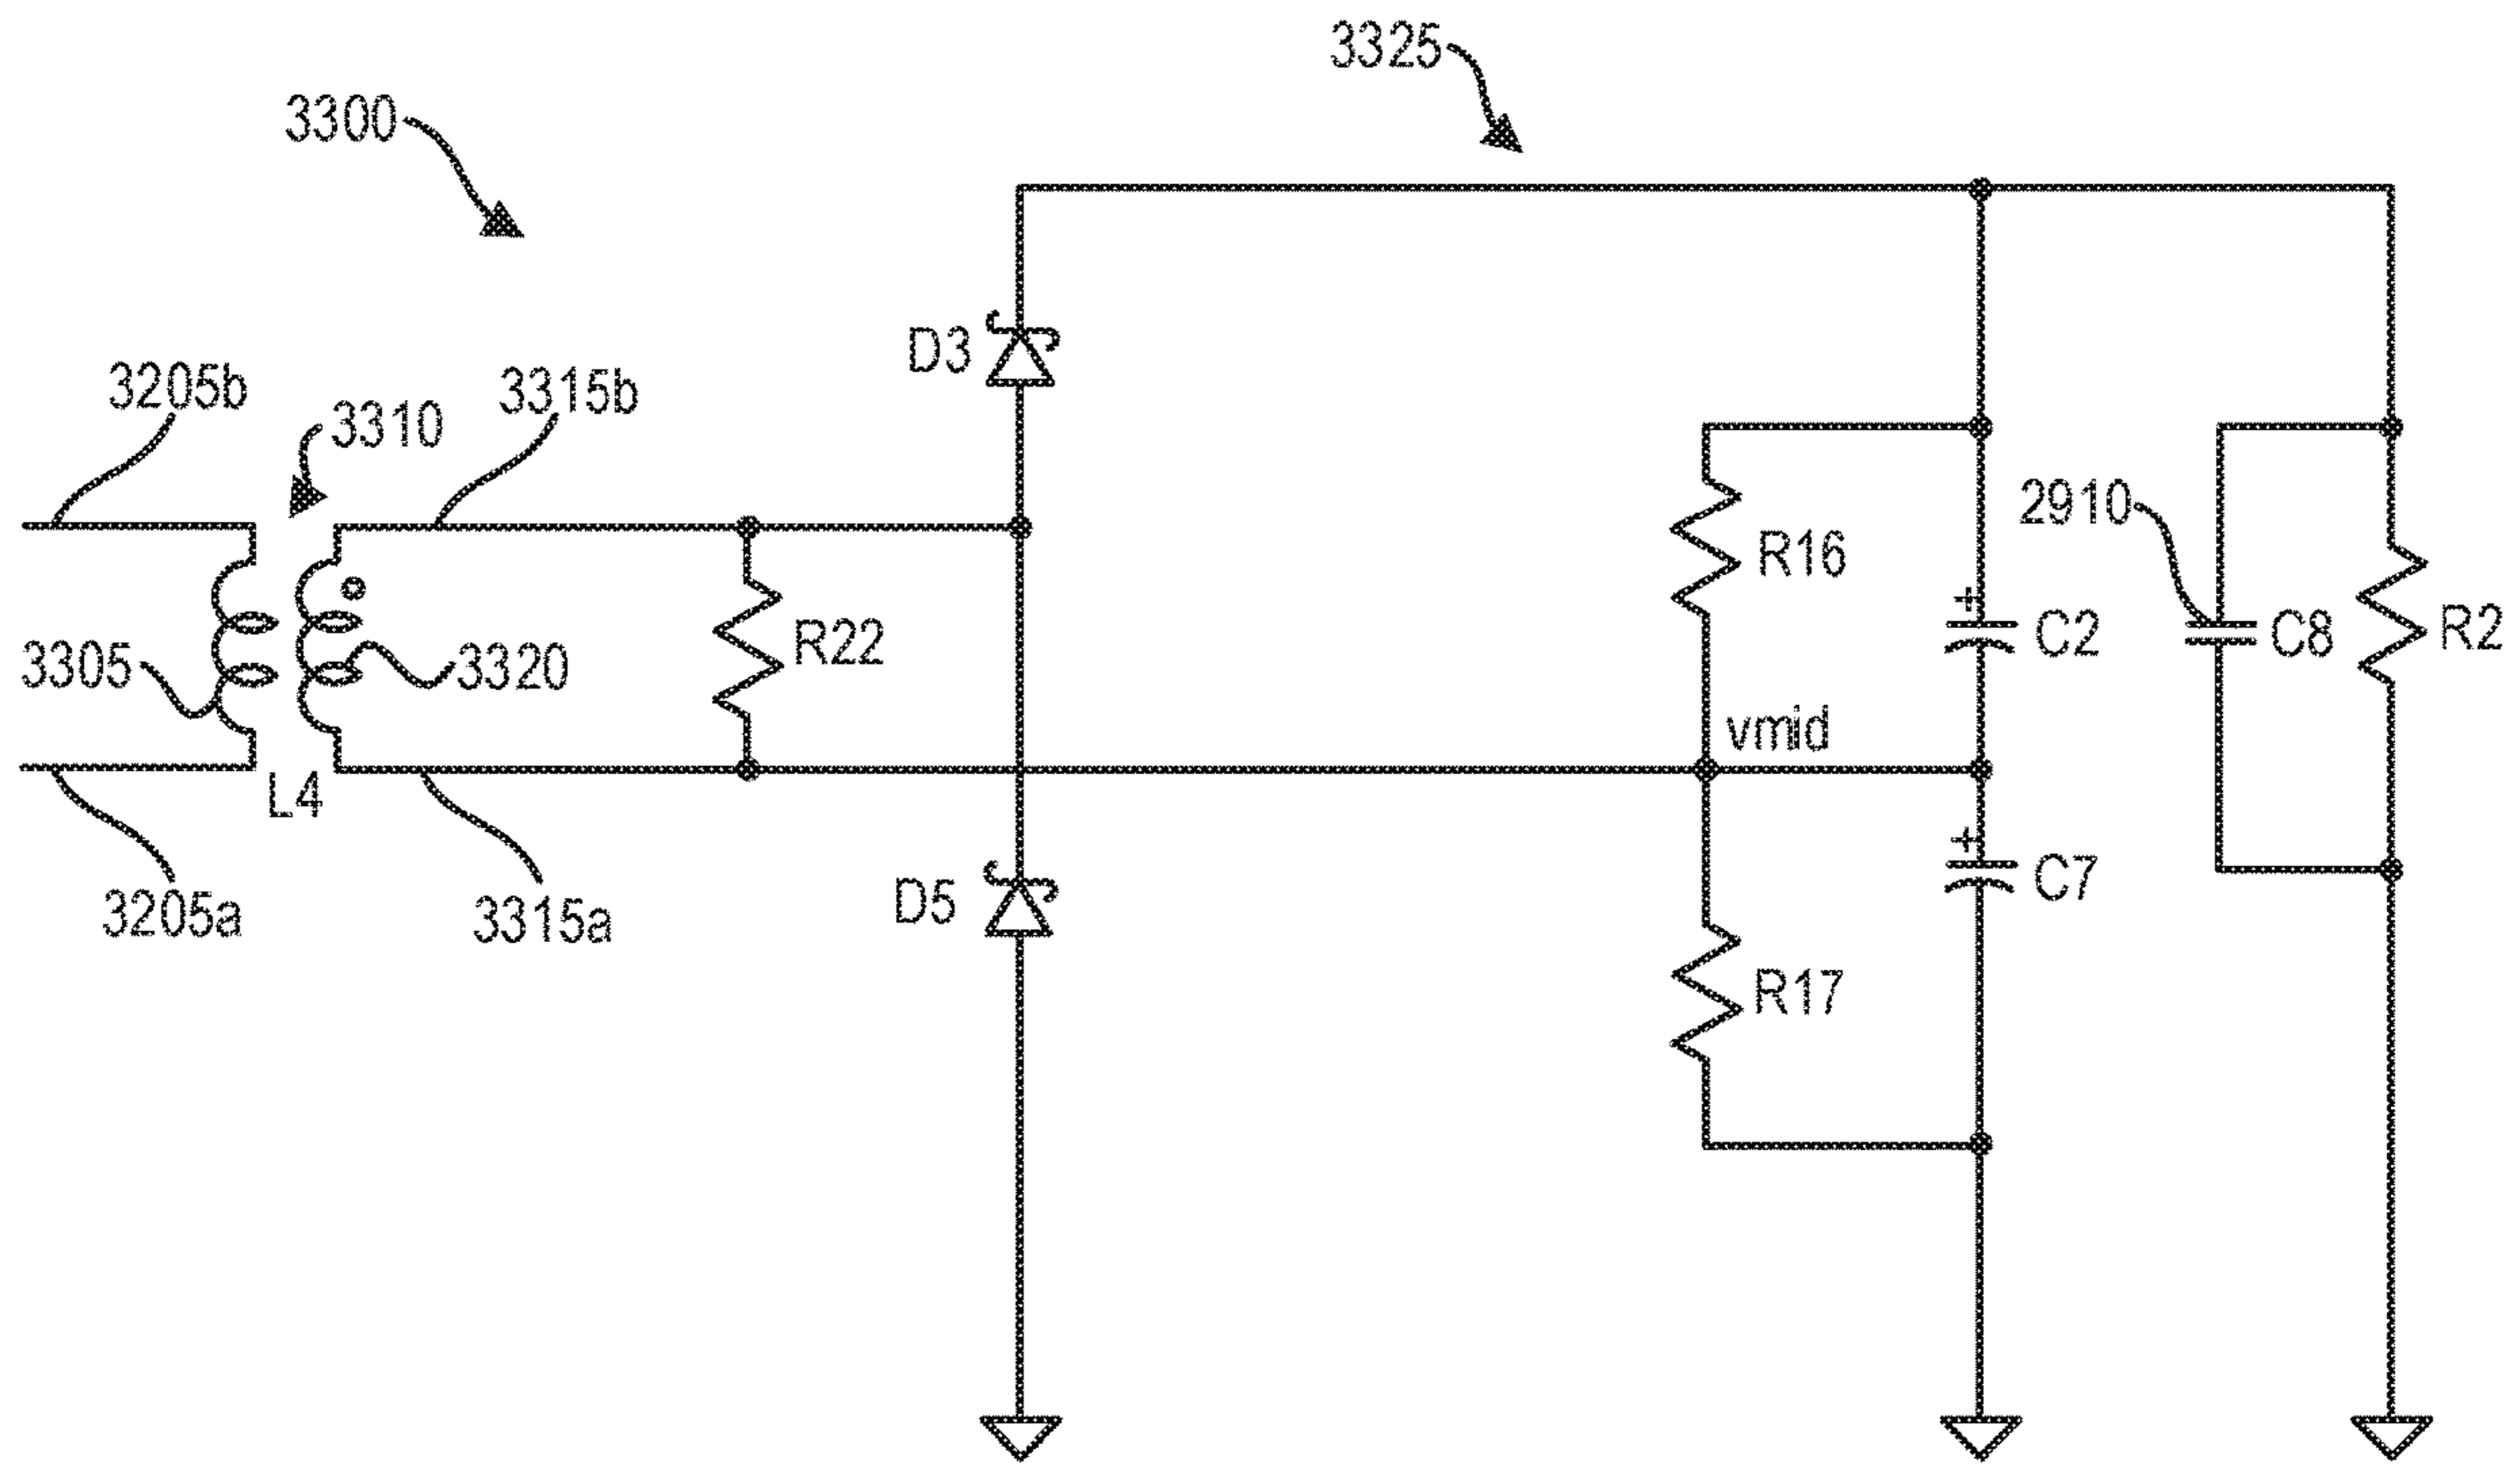 3325
3300
D3
3205b
3310
3315b
2910
R16
R22
C2
C8
R2
3305
3320
vmid
L4
+
+
D5
C7
3205a
3315a
R17